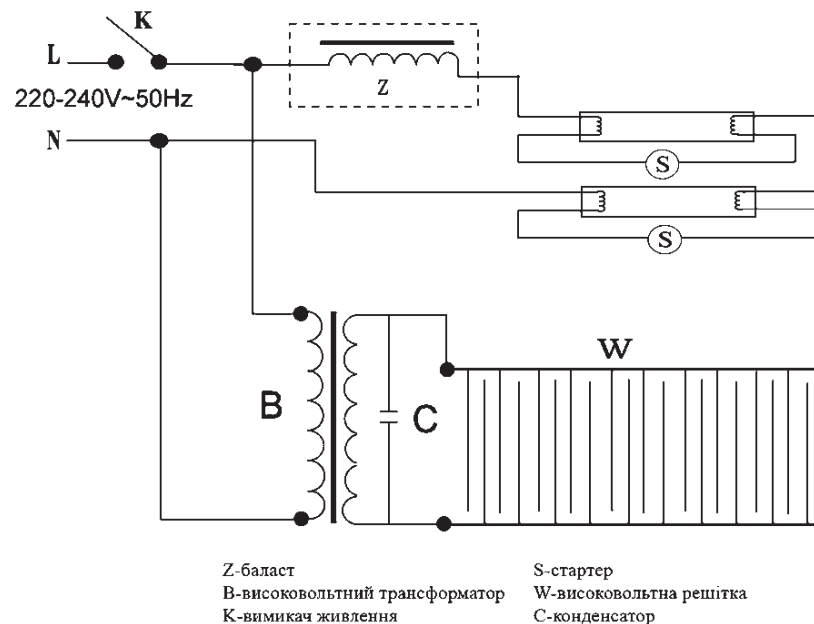 K
L
220-240V~50Hz
Z
N
S
S
W
B
C
Z-баласт
B-високовольтний трансформатор
K-вимикач живлення
S-стартер
W-високовольтна решітка
C-конденсатор